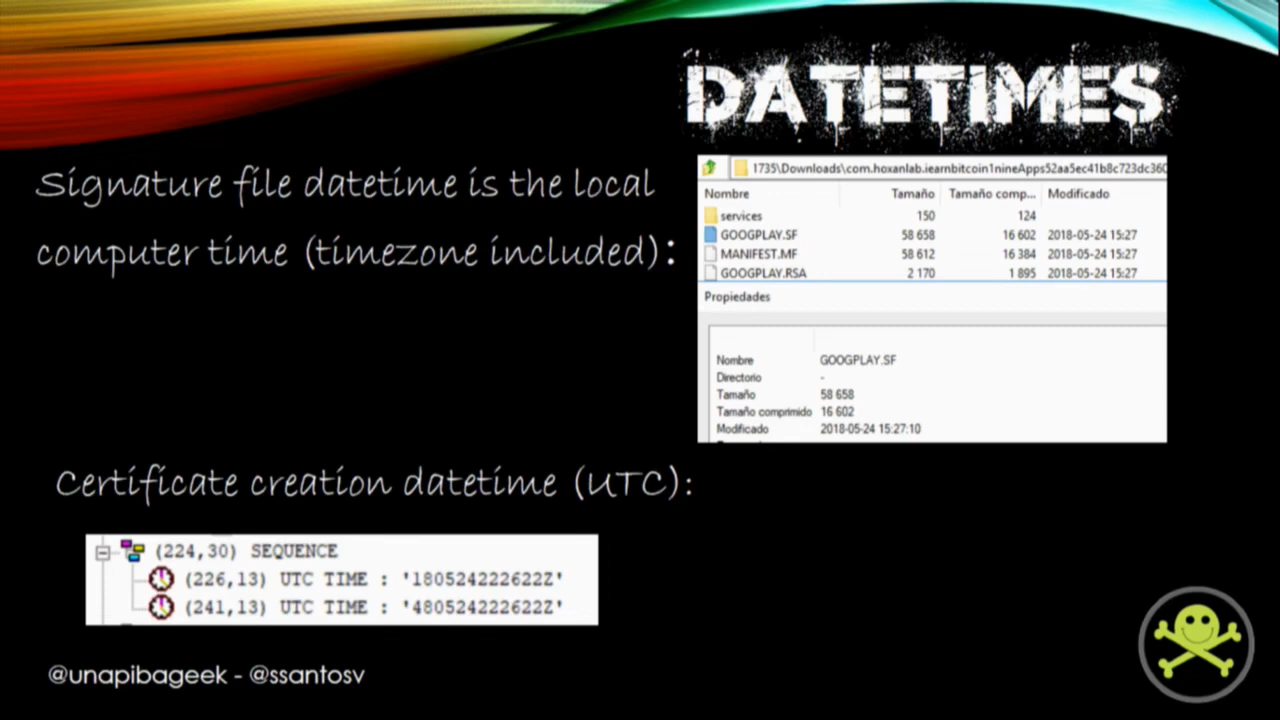 DATETIMES
Signature file datetime is the local
computer time (timezone included):
1735\Downloads\com.hoxanlab.iearnbitcoin1nineApps52aa5ec41b8c723dc360
Nombre Tamaño Tamaño comp... Modificado
services 150 124
GOOGPLAY.SF 58 658 16 602 2018-05-24 15:27
MANIFEST.MF 58 612 16 384 2018-05-24 15:27
GOOGPLAY.RSA 2 170 1 895 2018-05-24 15:27
Propiedades
Nombre GOOGPLAY.SF
Directorio -
Tamaño 58 658
Tamaño comprimido 16 602
Modificado 2018-05-24 15:27:10
Certificate creation datetime (UTC):
(224,30) SEQUENCE
(226,13) UTC TIME : '180524222622Z'
(241,13) UTC TIME : '480524222622Z'
@unapibageek - @ssantosv